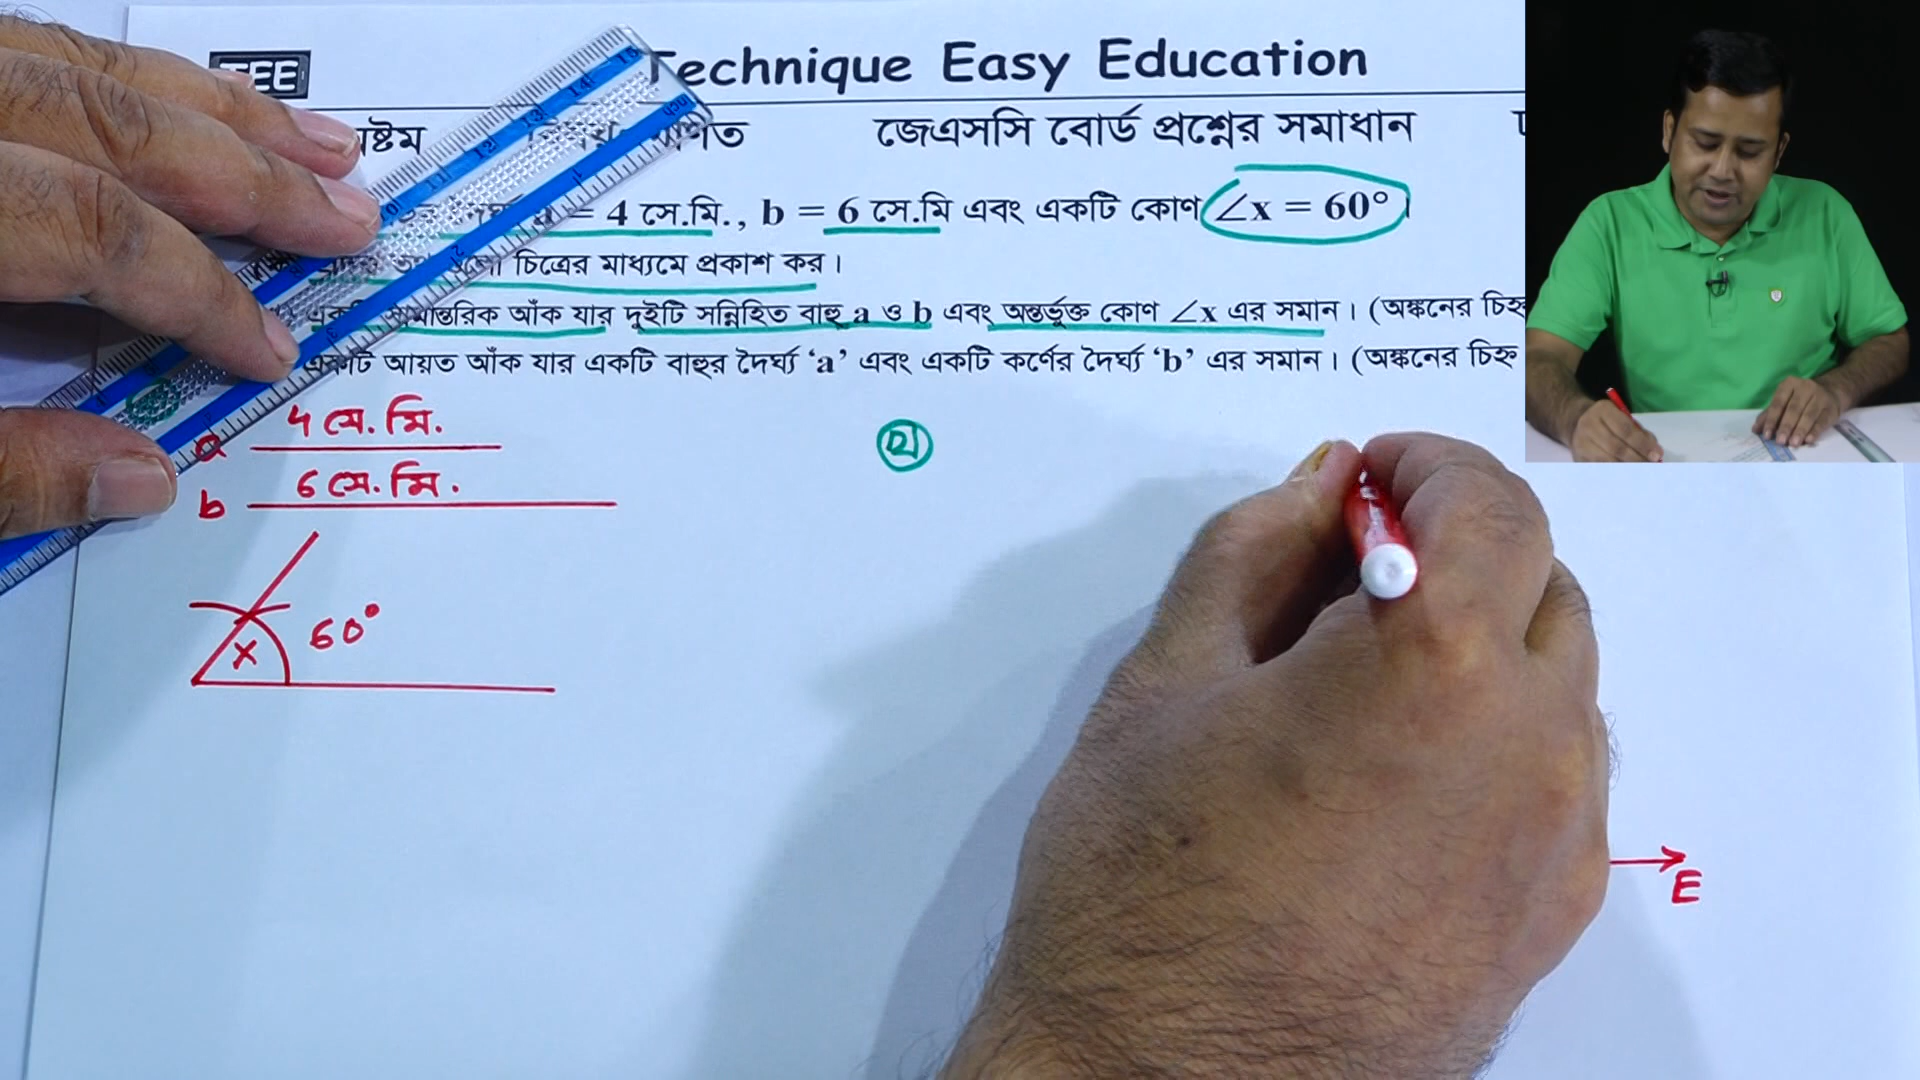 TEE Technique Easy Education
জেএসসি বোর্ড প্রশ্নের সমাধান
= 4 সে.মি., b = 6 সে.মি এবং একটি কোণ ∠x = 60°।
চিত্রের মাধ্যমে প্রকাশ কর।
আঁক যার দুইটি সন্নিহিত বাহু a ও b এবং অন্তর্ভুক্ত কোণ ∠x এর সমান। (অঙ্কনের চিহ্ন
একটি আয়ত আঁক যার একটি বাহুর দৈর্ঘ্য ‘a’ এবং একটি কর্ণের দৈর্ঘ্য ‘b’ এর সমান। (অঙ্কনের চিহ্ন
a 4 সে. মি.
b 6 সে. মি.
x 60°
E